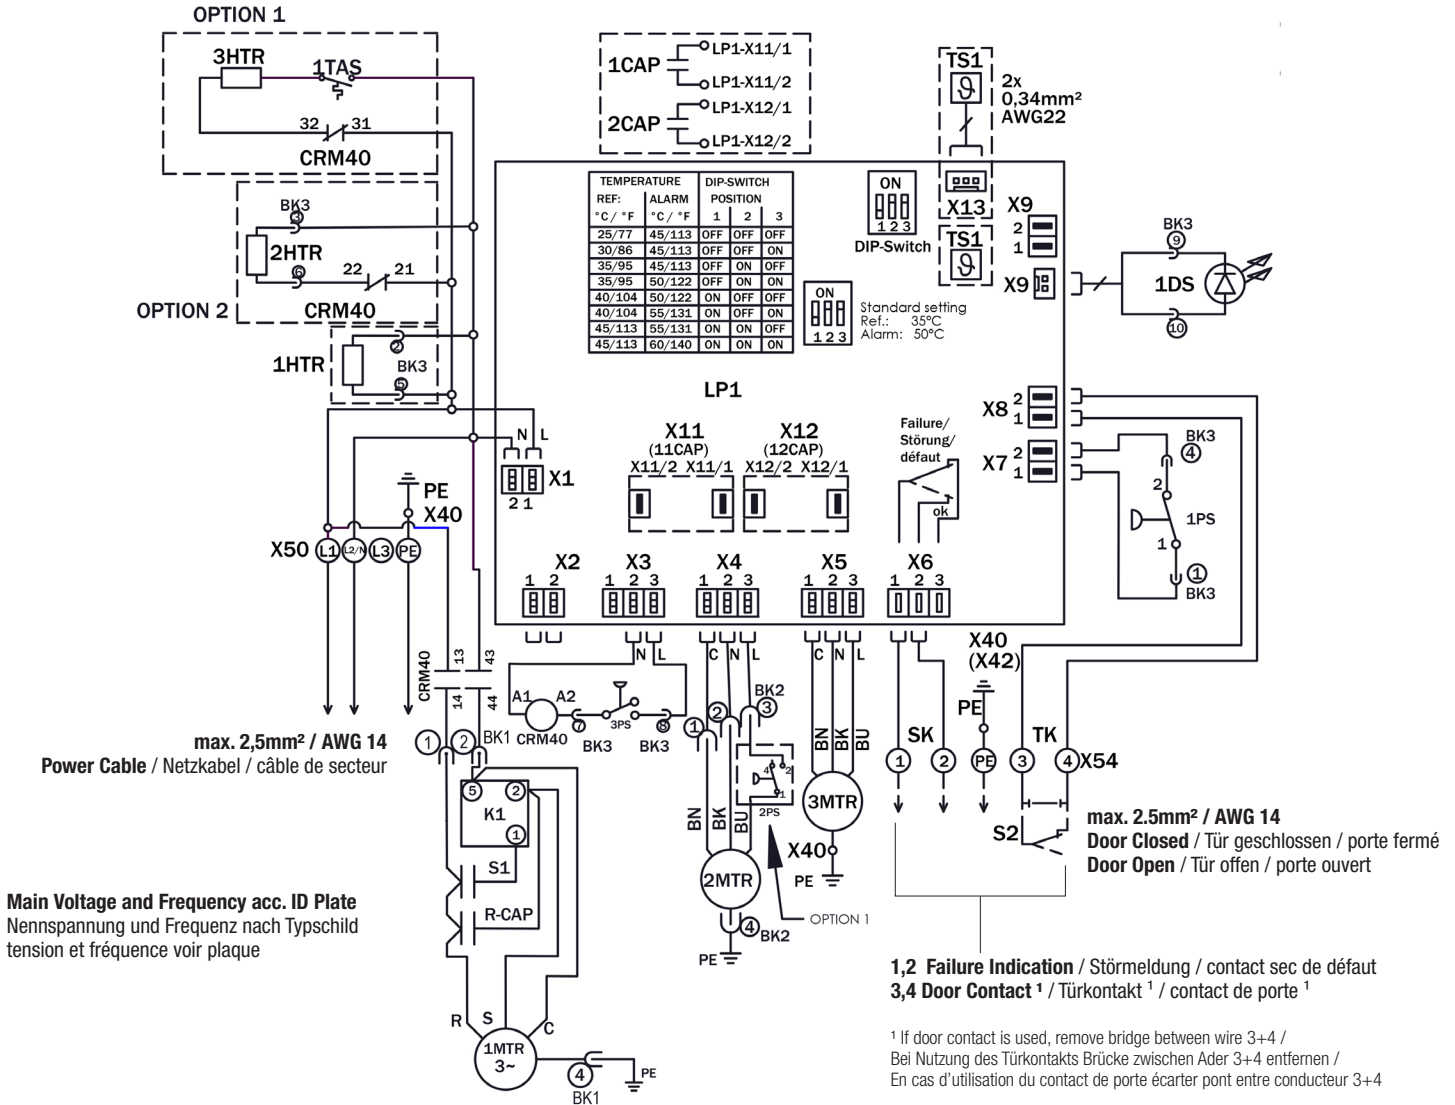 OPTION 1
3HTR
1TAS
32 31
CRM40
BK3
3
2HTR
6
22 21
OPTION 2
CRM40
2
1HTR
BK3
5
1CAP
LP1-X11/1
LP1-X11/2
2CAP
LP1-X12/1
LP1-X12/2
TS1
2x
0,34mm²
AWG22
X13
TS1
TEMPERATURE DIP-SWITCH
REF: ALARM POSITION
°C / °F °C / °F 1 2 3
25/77 45/113 OFF OFF OFF
30/86 45/113 OFF OFF ON
35/95 45/113 OFF ON OFF
35/95 50/122 OFF ON ON
40/104 50/122 ON OFF OFF
40/104 55/131 ON OFF ON
45/113 55/131 ON ON OFF
45/113 60/140 ON ON ON
ON
1 2 3
DIP-Switch
ON
1 2 3
Standard setting
Ref.: 35°C
Alarm: 50°C
X9
2
1
X9
BK3
9
1DS
10
LP1
X8
2
1
X7
2
1
BK3
4
2
1PS
1
1
BK3
N L
X1
2 1
X11
(11CAP)
X11/2 X11/1
X12
(12CAP)
X12/2 X12/1
Failure/
Störung/
défaut
ok
PE
X40
X50 L1 L2/N L3 PE
X2
1 2
X3
1 2 3
X4
1 2 3
X5
1 2 3
X6
1 2 3
CRM40
13
14
43
44
N L
A1 A2
CRM40
7
BK3
3PS
8
BK3
C N L
1
2
BK2
3
4
2
1
2PS
BN
BK
BU
2MTR
4
BK2
PE
OPTION 1
C N L
BN
BK
BU
3MTR
X40
PE
X40
(X42)
PE
SK
TK
1 2 PE 3 4 X54
S2
max. 2,5mm² / AWG 14
Power Cable / Netzkabel / câble de secteur
1
2
BK1
5
2
K1
1
S1
R-CAP
R S C
1MTR
3~
4
BK1
PE
Main Voltage and Frequency acc. ID Plate
Nennspannung und Frequenz nach Typschild
tension et fréquence voir plaque
max. 2.5mm² / AWG 14
Door Closed / Tür geschlossen / porte fermé
Door Open / Tür offen / porte ouvert
1,2 Failure Indication / Störmeldung / contact sec de défaut
3,4 Door Contact ¹ / Türkontakt ¹ / contact de porte ¹
¹ If door contact is used, remove bridge between wire 3+4 /
Bei Nutzung des Türkontakts Brücke zwischen Ader 3+4 entfernen /
En cas d'utilisation du contact de porte écarter pont entre conducteur 3+4